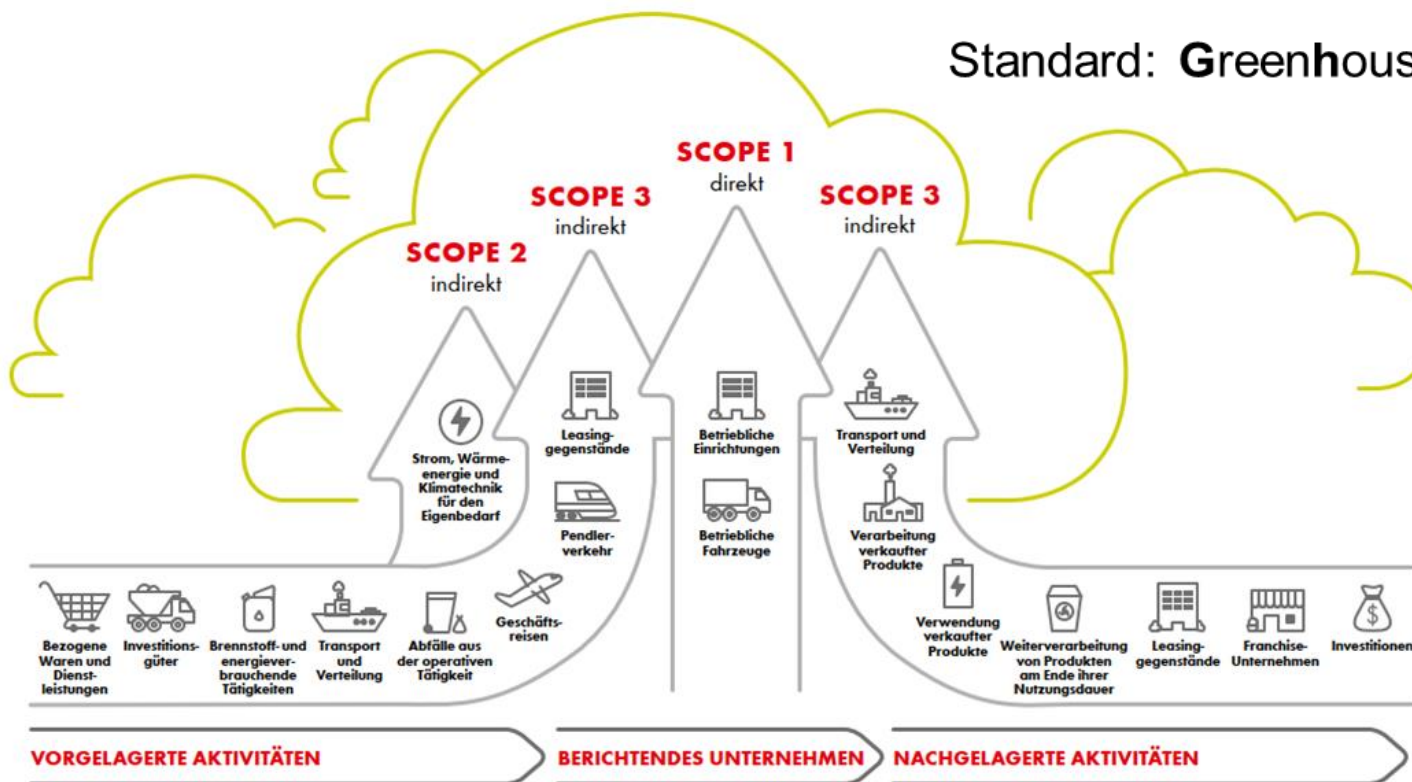 Standard: Greenhous
SCOPE 1
direkt
SCOPE 3
indirekt
SCOPE 3
indirekt
SCOPE 2
indirekt
Strom, Wärme-
energie und
Klimatechnik
für den
Eigenbedarf
Leasing-
gegenstände
Pendler-
verkehr
Betriebliche
Einrichtungen
Betriebliche
Fahrzeuge
Transport und
Verteilung
Verarbeitung
verkaufter
Produkte
Bezogene
Waren und
Dienst-
leistungen
Investitions-
güter
Brennstoff- und
energiever-
brauchende
Tätigkeiten
Transport
und
Verteilung
Abfälle aus
der operativen
Tätigkeit
Geschäfts-
reisen
Verwendung
verkaufter
Produkte
Weiterverarbeitung
von Produkten
am Ende ihrer
Nutzungsdauer
Leasing-
gegenstände
Franchise-
Unternehmen
$
Investitionen
VORGELAGERTE AKTIVITÄTEN
BERICHTENDES UNTERNEHMEN
NACHGELAGERTE AKTIVITÄTEN